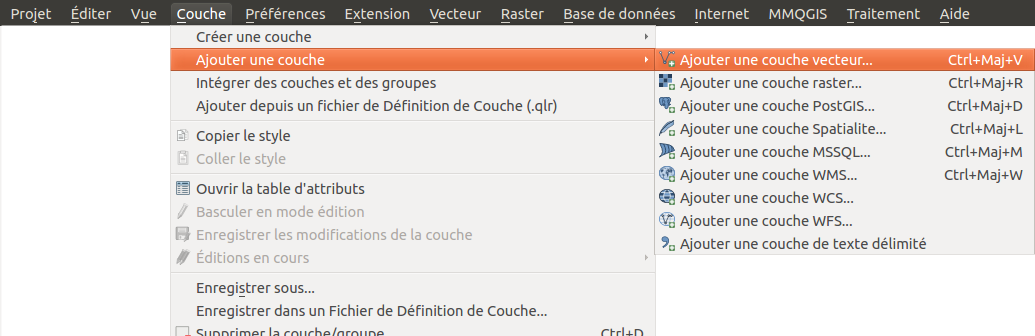 Projet Éditer Vue Couche Préférences Extension Vecteur Raster Base de données Internet MMQGIS Traitement Aide
Créer une couche
Ajouter une couche
Intégrer des couches et des groupes
Ajouter depuis un fichier de Définition de Couche (.qlr)
Copier le style
Coller le style
Ouvrir la table d'attributs
Basculer en mode édition
Enregistrer les modifications de la couche
Éditions en cours
Enregistrer sous...
Enregistrer dans un Fichier de Définition de Couche...
Supprimer la couche/groupe Ctrl+D
Ajouter une couche vecteur... Ctrl+Maj+V
Ajouter une couche raster... Ctrl+Maj+R
Ajouter une couche PostGIS... Ctrl+Maj+D
Ajouter une couche Spatialite... Ctrl+Maj+L
Ajouter une couche MSSQL... Ctrl+Maj+M
Ajouter une couche WMS... Ctrl+Maj+W
Ajouter une couche WCS...
Ajouter une couche WFS...
Ajouter une couche de texte délimité